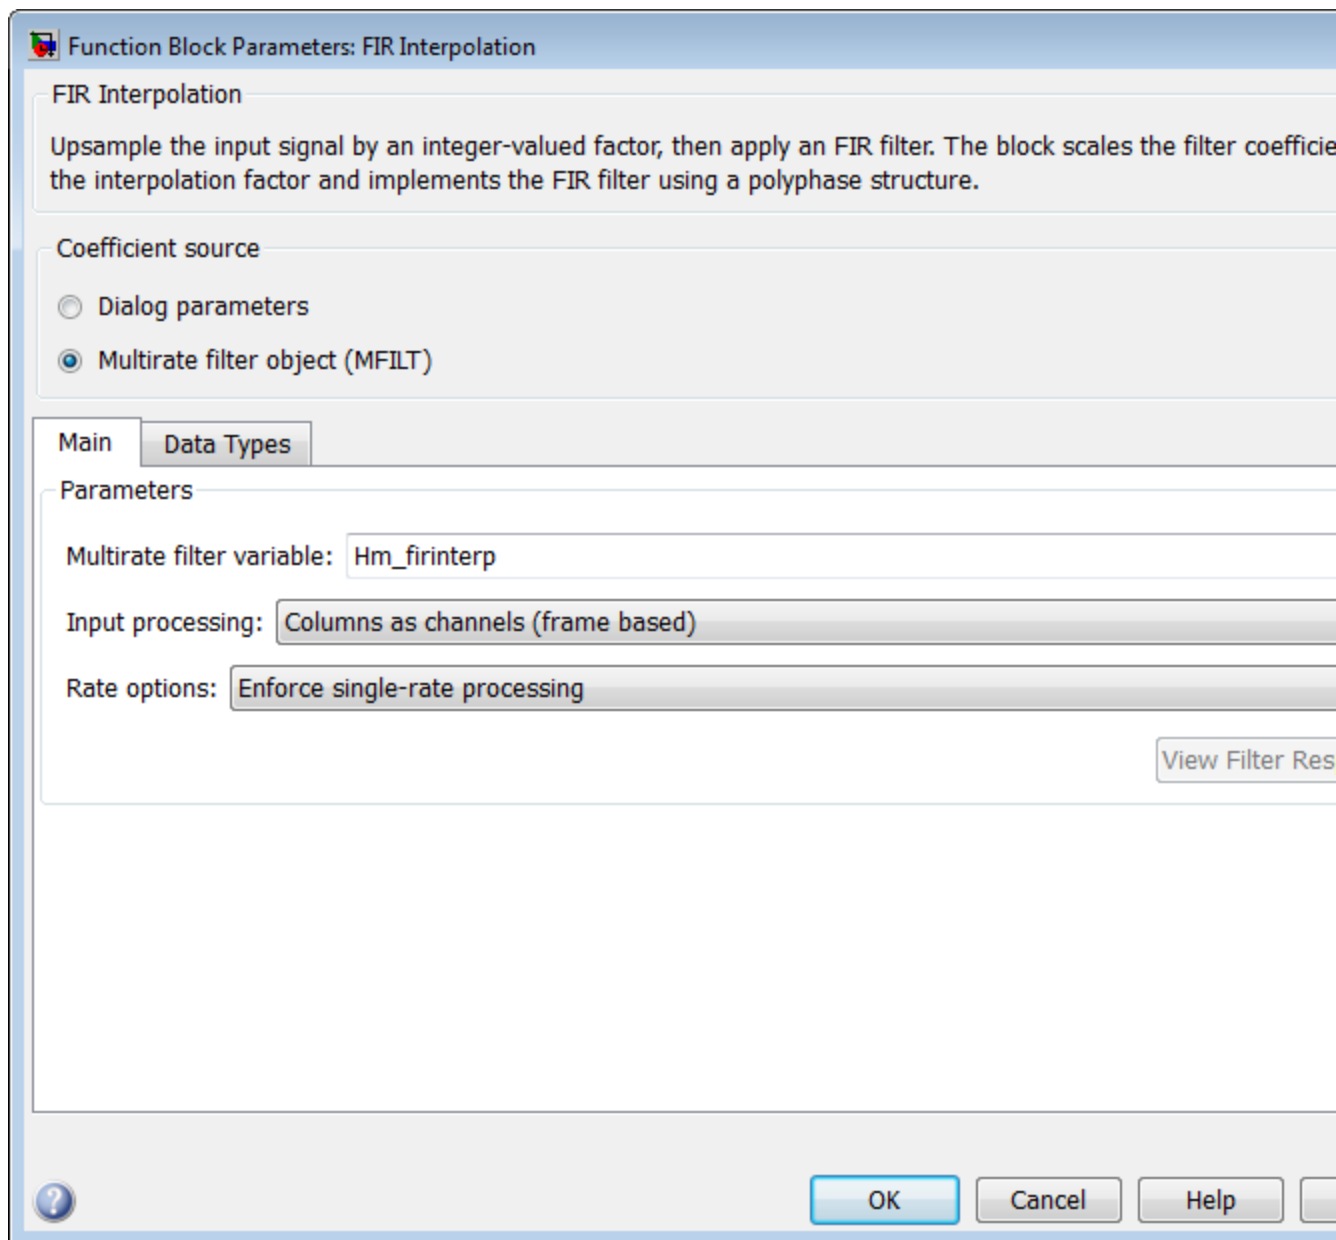 Function Block Parameters: FIR Interpolation
FIR Interpolation
Upsample the input signal by an integer-valued factor, then apply an FIR filter. The block scales the filter
the interpolation factor and implements the FIR filter using a polyphase structure.
Coefficient source
Dialog parameters
Multirate filter object (MFILT)
Main
Data Types
Parameters
Multirate filter variable: Hm_firinterp
Input processing: Columns as channels (frame based)
Rate options: Enforce single-rate processing
View Filter
?
OK
Cancel
Help